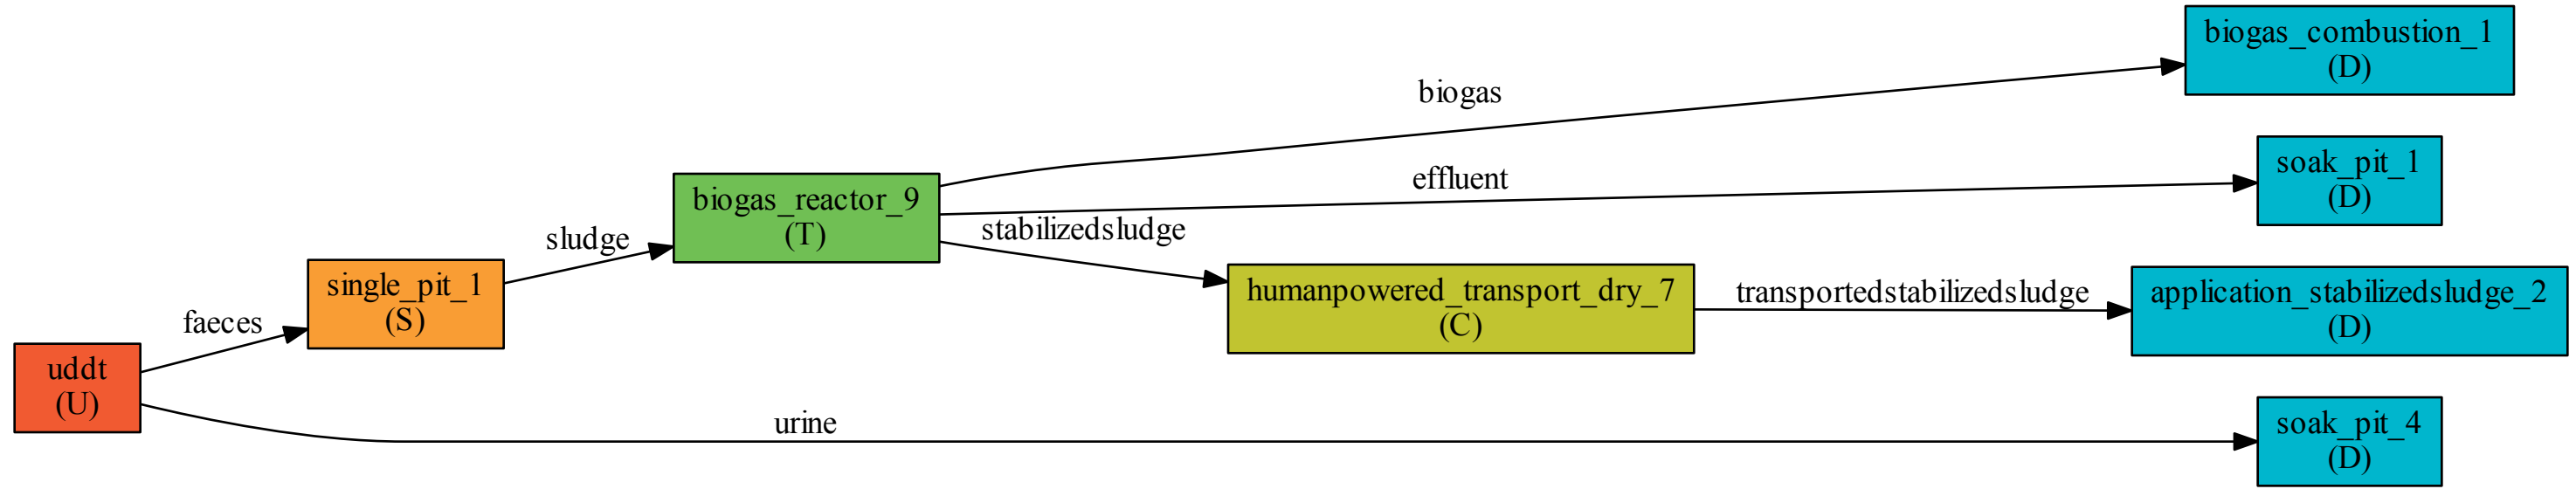 uddt
(U)
faeces
single_pit_1
(S)
sludge
biogas_reactor_9
(T)
biogas
biogas_combustion_1
(D)
effluent
soak_pit_1
(D)
stabilizedsludge
humanpowered_transport_dry_7
(C)
transportedstabilizedsludge
application_stabilizedsludge_2
(D)
urine
soak_pit_4
(D)